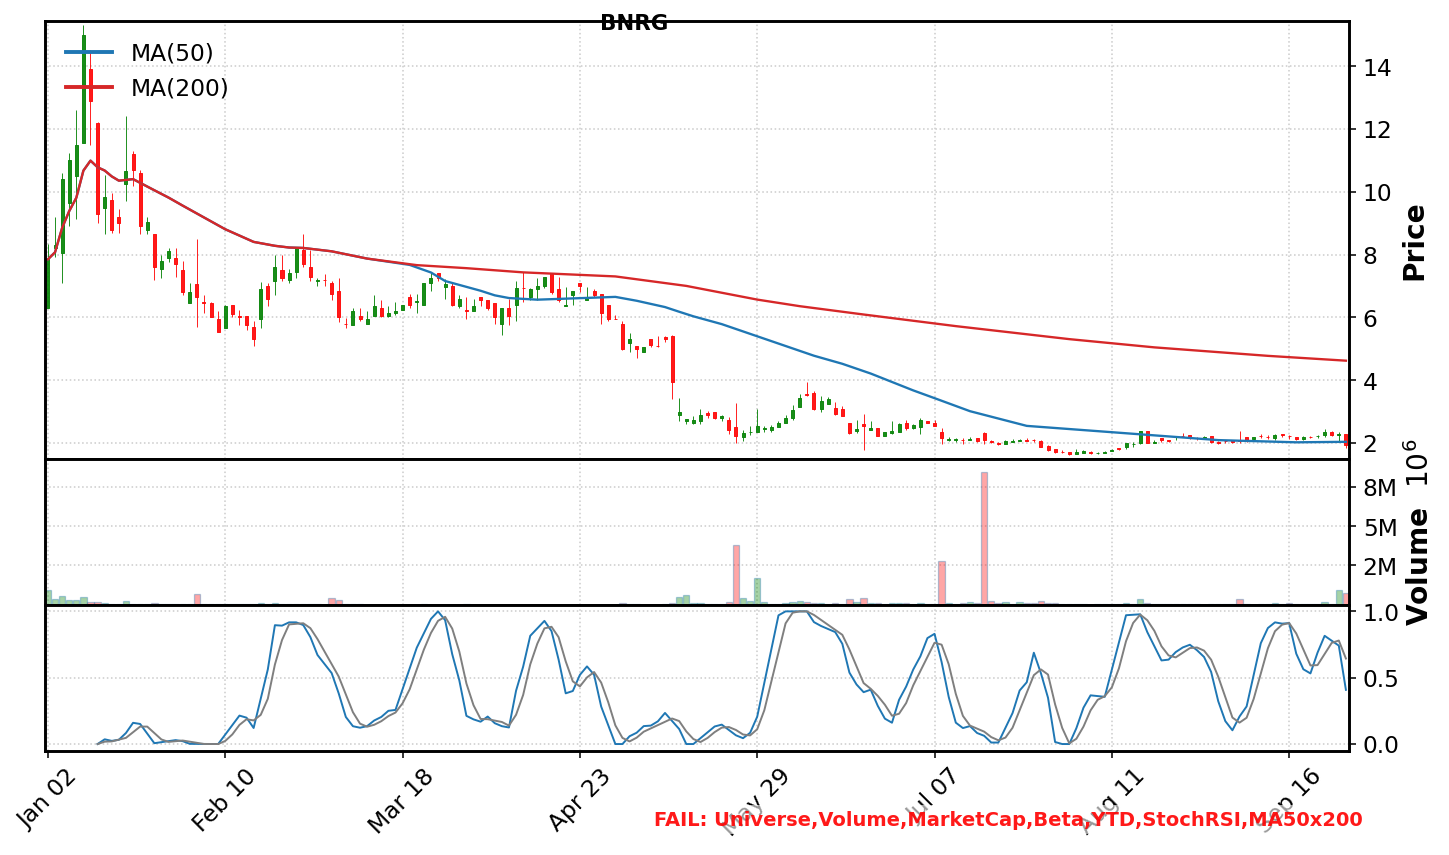 BNRG
MA(50)
MA(200)
14
12
10
8
6
4
2
Price
8M
5M
2M
Volume 10^6
1.0
0.5
0.0
Jan 02
Feb 10
Mar 18
Apr 23
May 29
Jul 07
Aug 11
Sep 16
FAIL: Universe,Volume,MarketCap,Beta,YTD,StochRSI,MA50x200